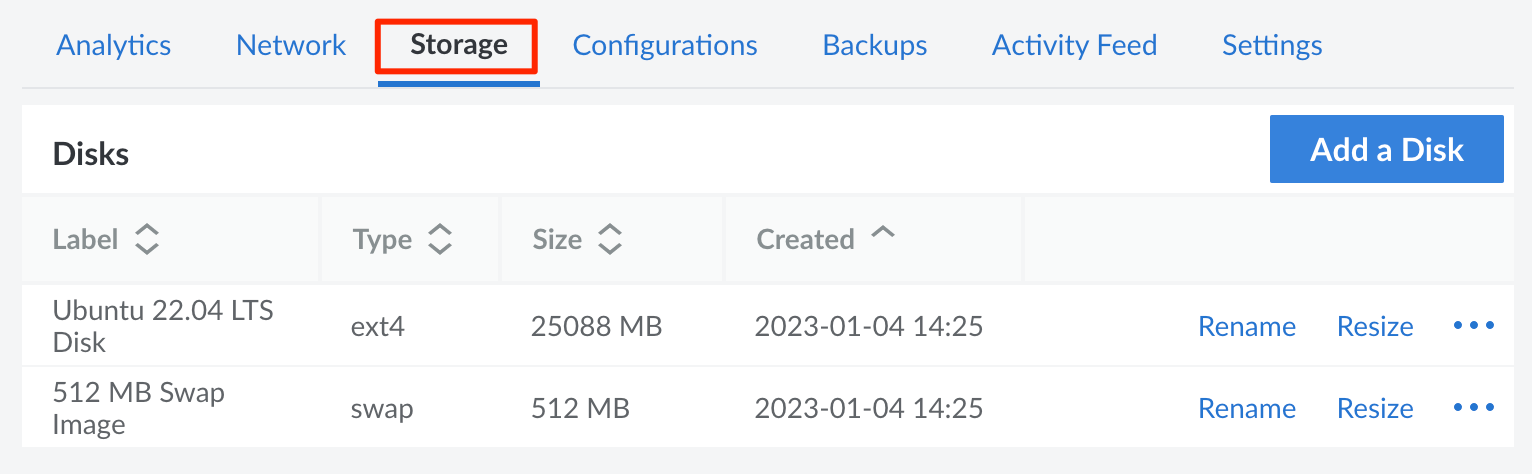 Analytics Network Storage Configurations Backups Activity Feed Settings
Disks Add a Disk
Label Type Size Created
Ubuntu 22.04 LTS
Disk
ext4 25088 MB 2023-01-04 14:25 Rename Resize •••
512 MB Swap
Image
swap 512 MB 2023-01-04 14:25 Rename Resize •••